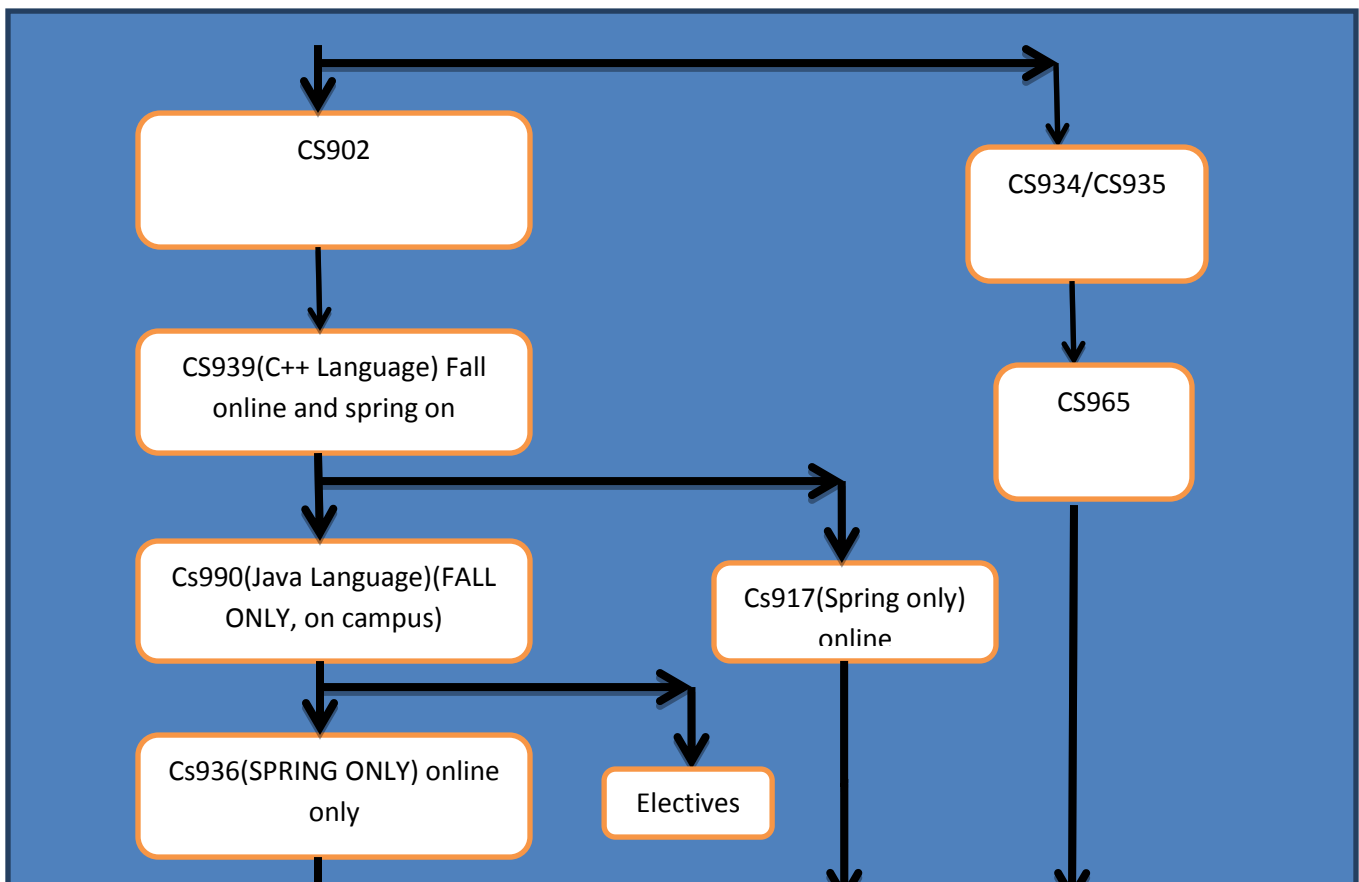 CS902
CS934/CS935
CS939(C++ Language) Fall
online and spring on
CS965
Cs990(Java Language)(FALL
ONLY, on campus)
Cs917(Spring only)
online
Cs936(SPRING ONLY) online
only
Electives